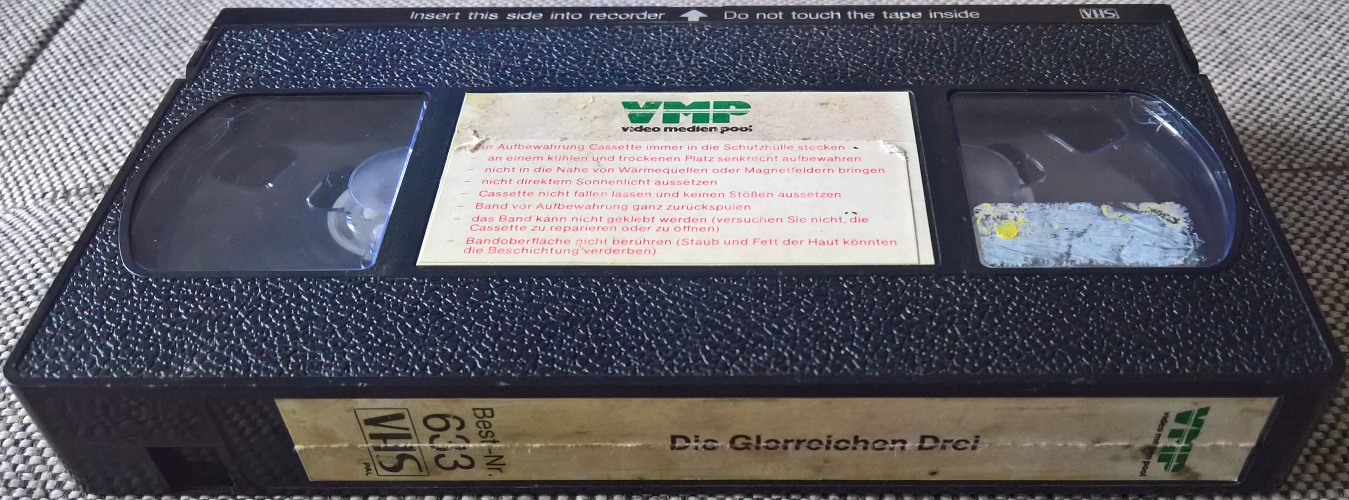 Insert this side into recorder Do not touch the tape inside VHS
VMP
video medien pool
zur Aufbewahrung Cassette immer in die Schutzhülle stecken
- an einem kühlen und trockenen Platz senkrecht aufbewahren
- nicht in die Nähe von Wärmequellen oder Magnetfeldern bringen
- nicht direktem Sonnenlicht aussetzen
- Cassette nicht fallen lassen und keinen Stößen aussetzen
- Band vor Aufbewahrung ganz zurückspulen
- das Band kann nicht geklebt werden (versuchen Sie nicht, die
Cassette zu reparieren oder zu öffnen)
- Bandoberfläche nicht berühren (Staub und Fett der Haut könnten
die Beschichtung verderben).
Best-Nr.
633
VHS
PAL
Die Glorreichen Drei
VMP
video medien pool